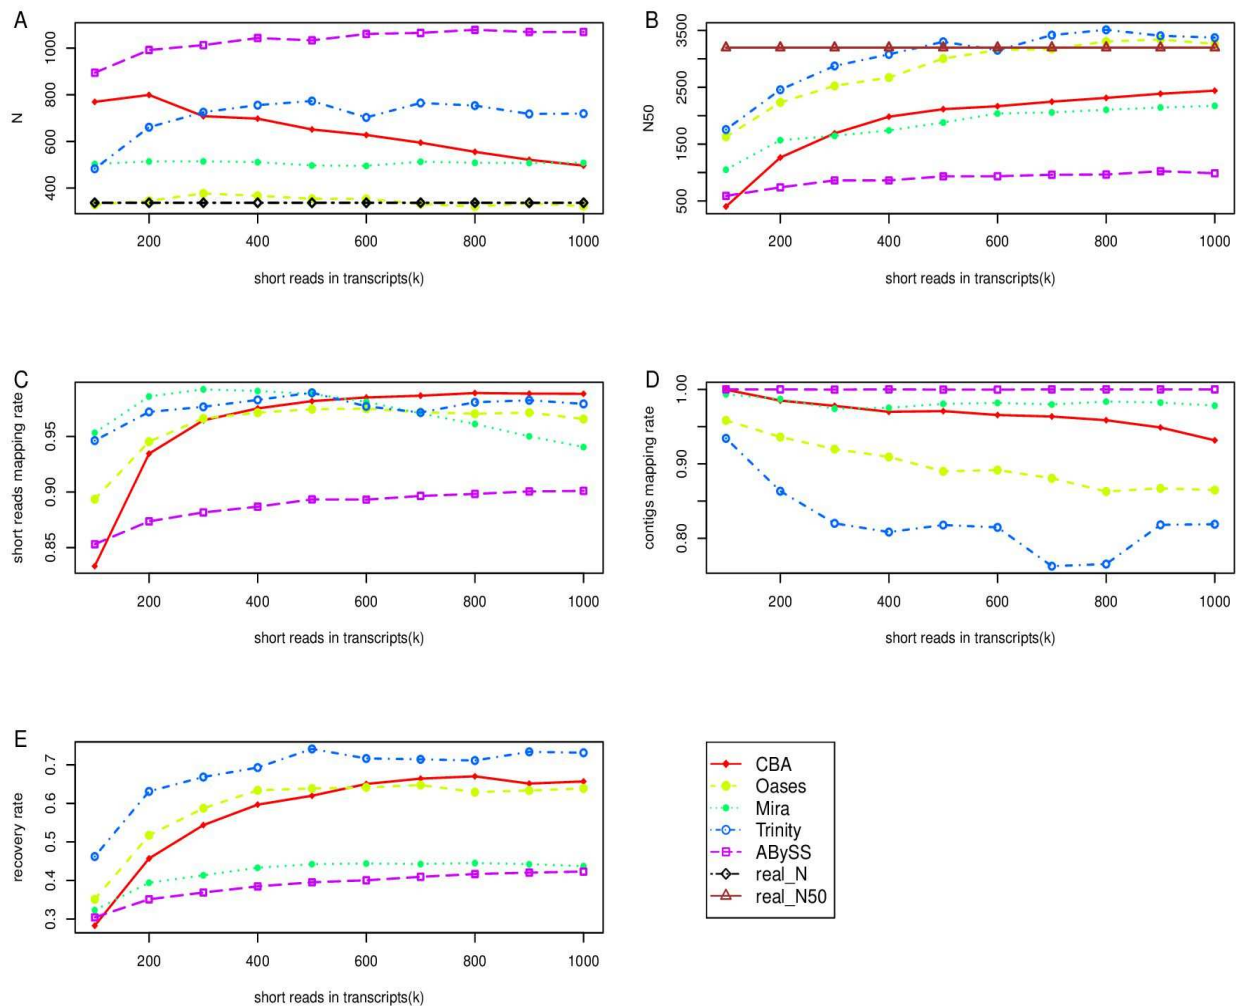 A
N
1000
800
600
400
200 400 600 800 1000
short reads in transcripts(k)
B
N50
3500
2500
1500
500
200 400 600 800 1000
short reads in transcripts(k)
C
short reads mapping rate
0.95
0.90
0.85
200 400 600 800 1000
short reads in transcripts(k)
D
contigs mapping rate
1.00
0.90
0.80
200 400 600 800 1000
short reads in transcripts(k)
E
recovery rate
0.7
0.6
0.5
0.4
0.3
200 400 600 800 1000
short reads in transcripts(k)
CBA
Oases
Mira
Trinity
ABySS
real_N
real_N50